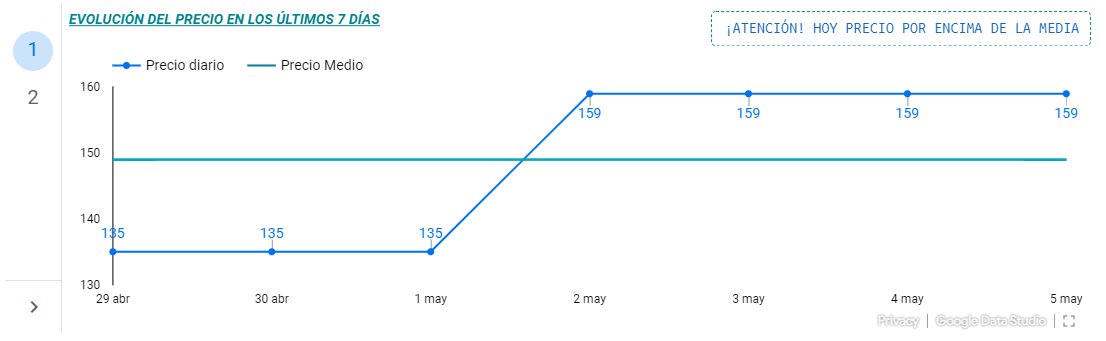 EVOLUCIÓN DEL PRECIO EN LOS ÚLTIMOS 7 DÍAS
¡ATENCIÓN! HOY PRECIO POR ENCIMA DE LA MEDIA
1
2
Precio diario Precio Medio
160
159 159 159 159
150
140
135 135 135
130
29 abr 30 abr 1 may 2 may 3 may 4 may 5 may
Privacy Google Data Studio